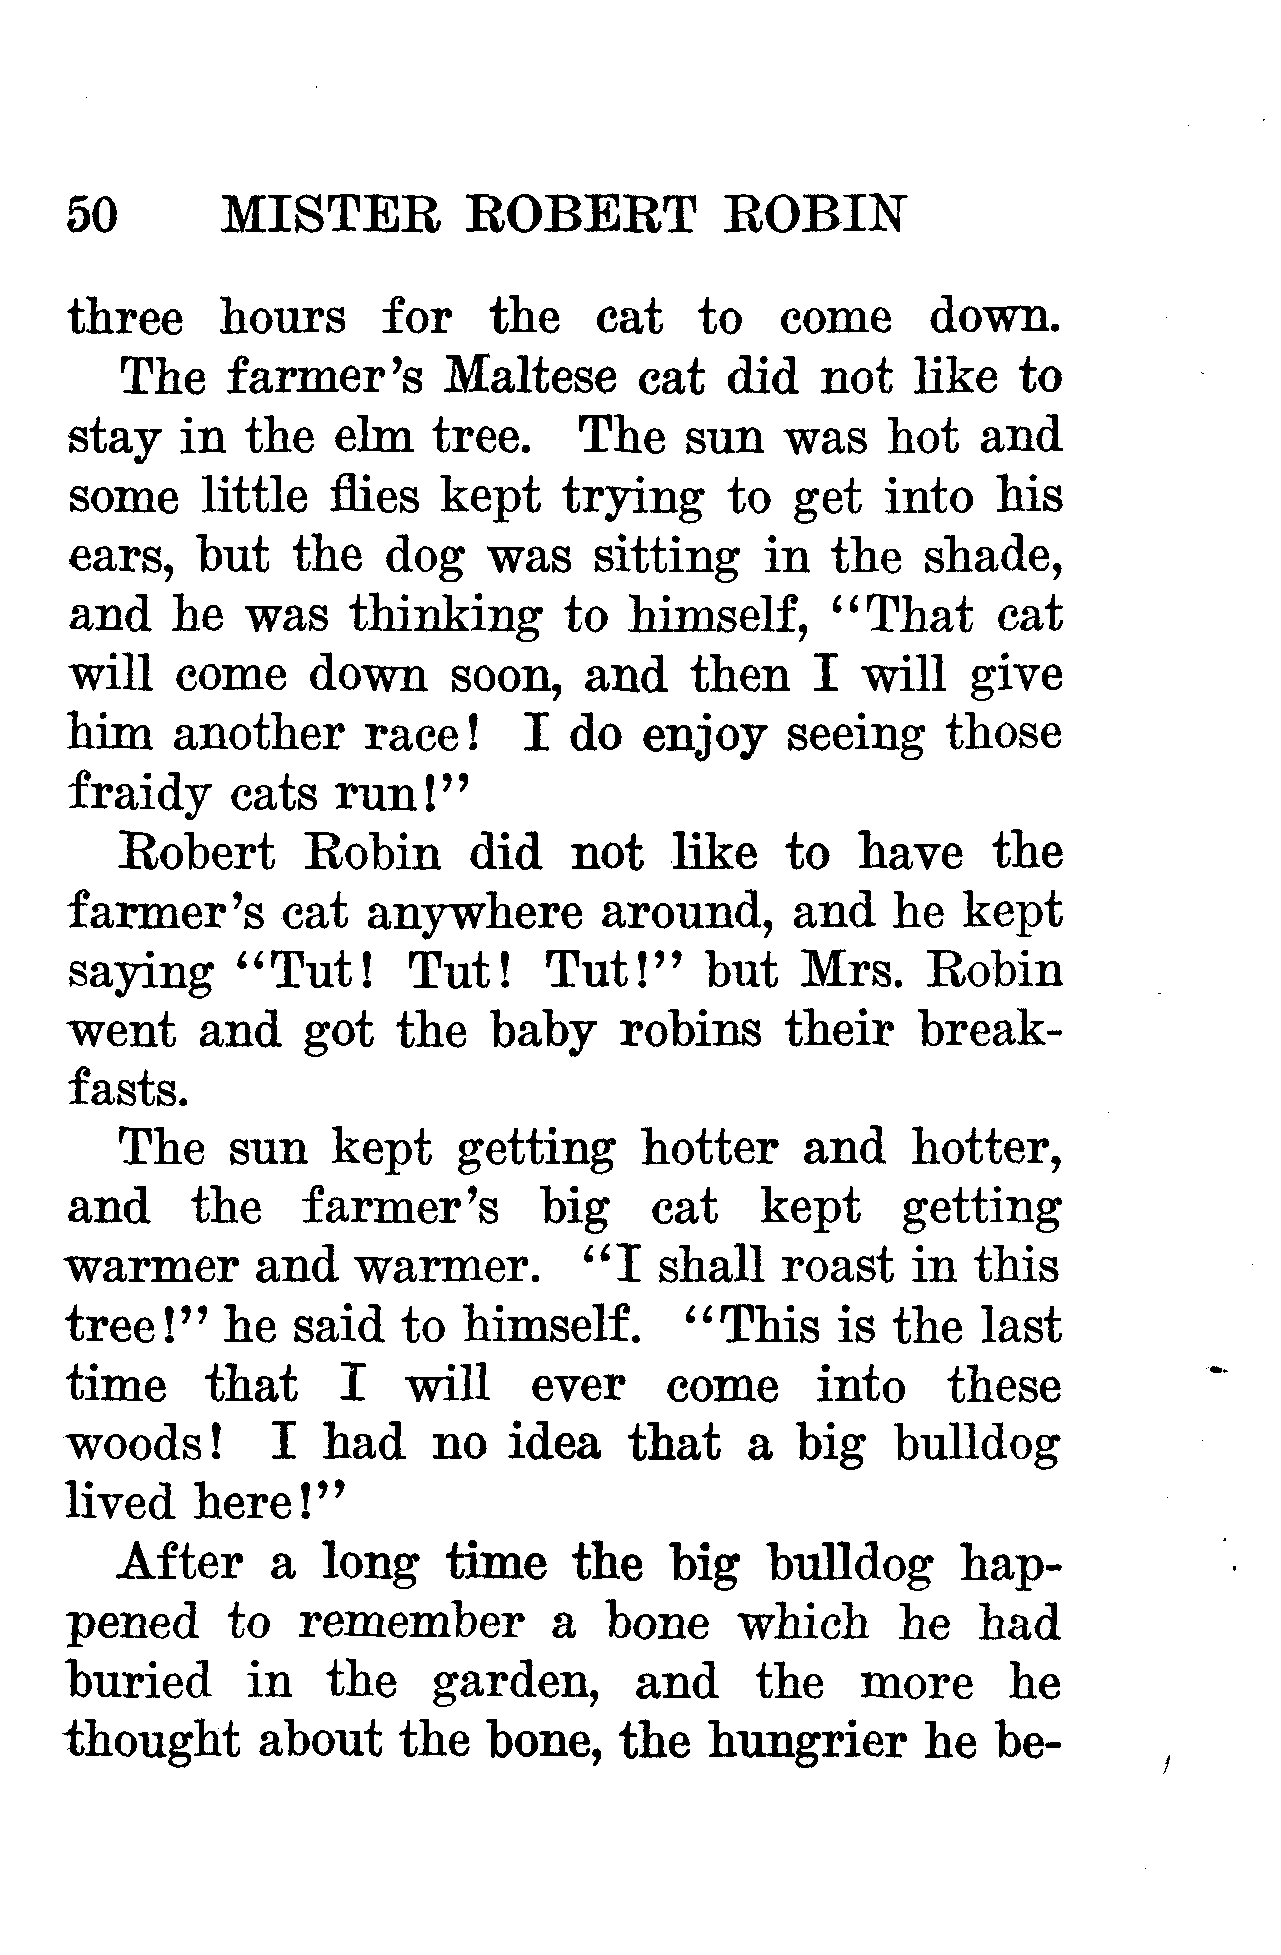 50 MISTER ROBERT ROBIN
three hours for the cat to come down.
The farmer's Maltese cat did not like to
stay in the elm tree. The sun was hot and
some little flies kept trying to get into his
ears, but the dog was sitting in the shade,
and he was thinking to himself, "That cat
will come down soon, and then I will give
him another race! I do enjoy seeing those
fraidy cats run!"
Robert Robin did not like to have the
farmer's cat anywhere around, and he kept
saying "Tut! Tut! Tut!" but Mrs. Robin
went and got the baby robins their break-
fasts.
The sun kept getting hotter and hotter,
and the farmer's big cat kept getting
warmer and warmer. "I shall roast in this
tree!" he said to himself. "This is the last
time that I will ever come into these
woods! I had no idea that a big bulldog
lived here!"
After a long time the big bulldog hap-
pened to remember a bone which he had
buried in the garden, and the more he
thought about the bone, the hungrier he be-